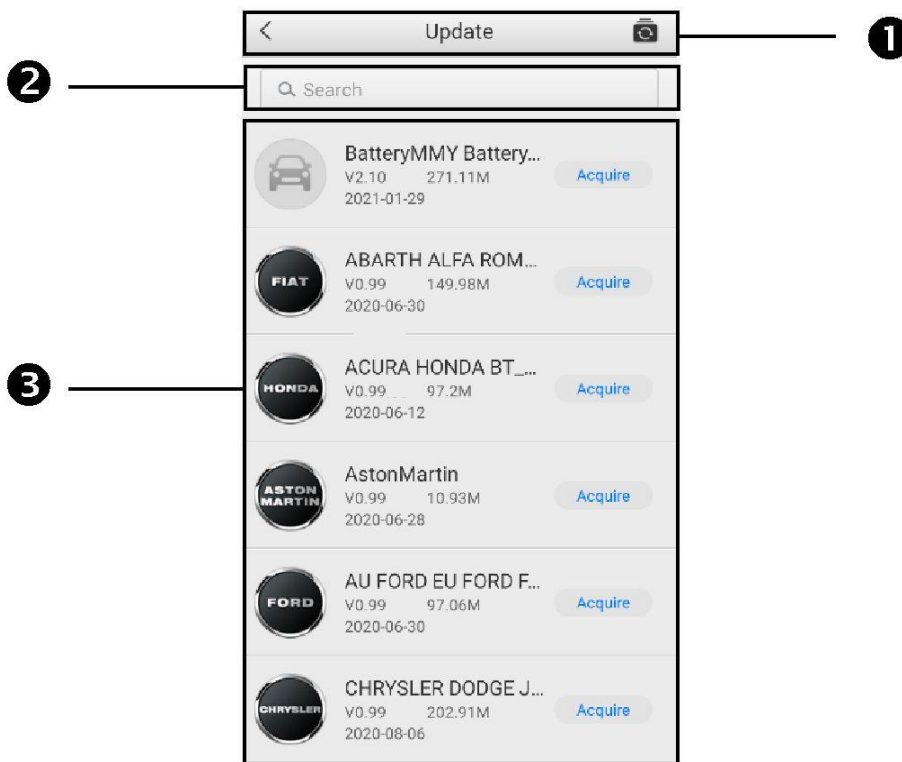 Update
1
2
Search
BatteryMMY Battery...
V2.10 271.11M
Acquire
2021-01-29
FIAT
ABARTH ALFA ROM...
V0.99 149.98M
Acquire
2020-06-30
3
HONDA
ACURA HONDA BT_...
V0.99 97.2M
Acquire
2020-06-12
ASTON
MARTIN
AstonMartin
V0.99 10.93M
Acquire
2020-06-28
FORD
AU FORD EU FORD F...
V0.99 97.06M
Acquire
2020-06-30
CHRYSLER
CHRYSLER DODGE J...
V0.99 202.91M
Acquire
2020-08-06